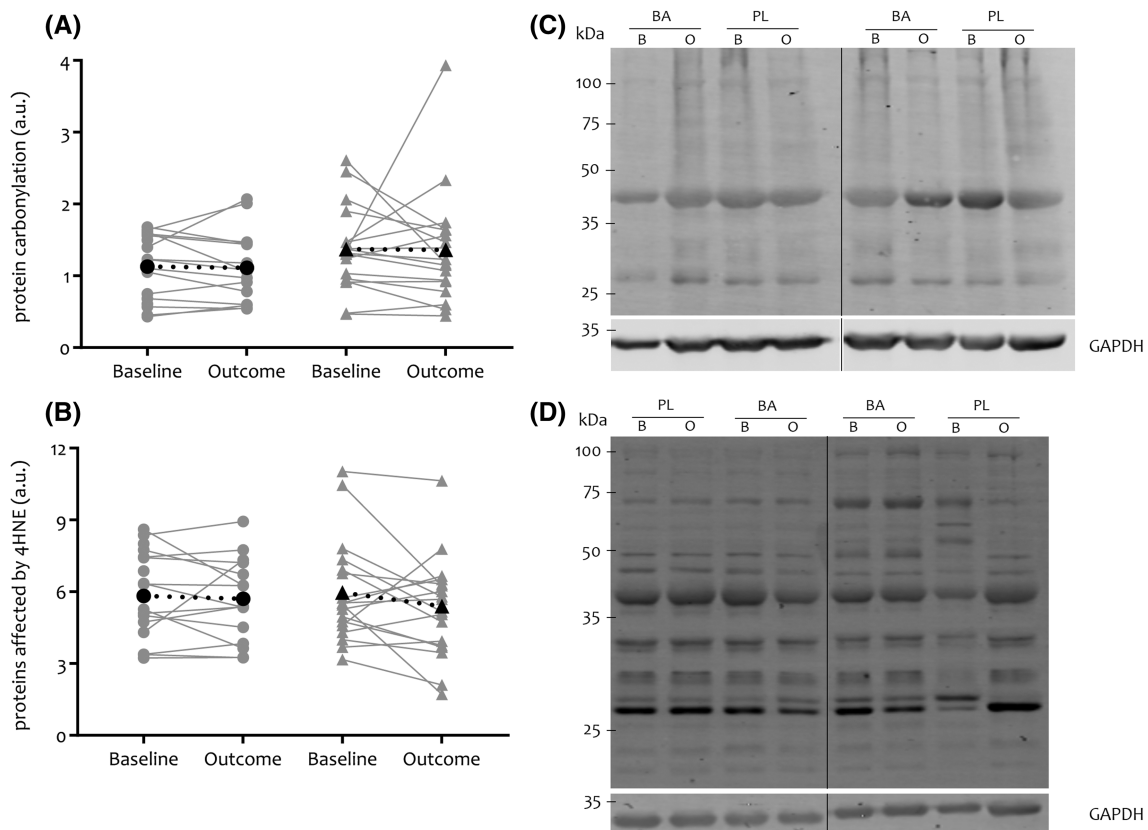 (A)
protein carbonylation (a.u.)
4
3
2
1
0
Baseline Outcome Baseline Outcome
(B)
proteins affected by 4HNE (a.u.)
12
9
6
3
0
Baseline Outcome Baseline Outcome
(C)
kDa
BA PL BA PL
B O B O B O B O
100
75
50
35
25
35
GAPDH
(D)
kDa
PL BA BA PL
B O B O B O B O
100
75
50
35
25
35
GAPDH